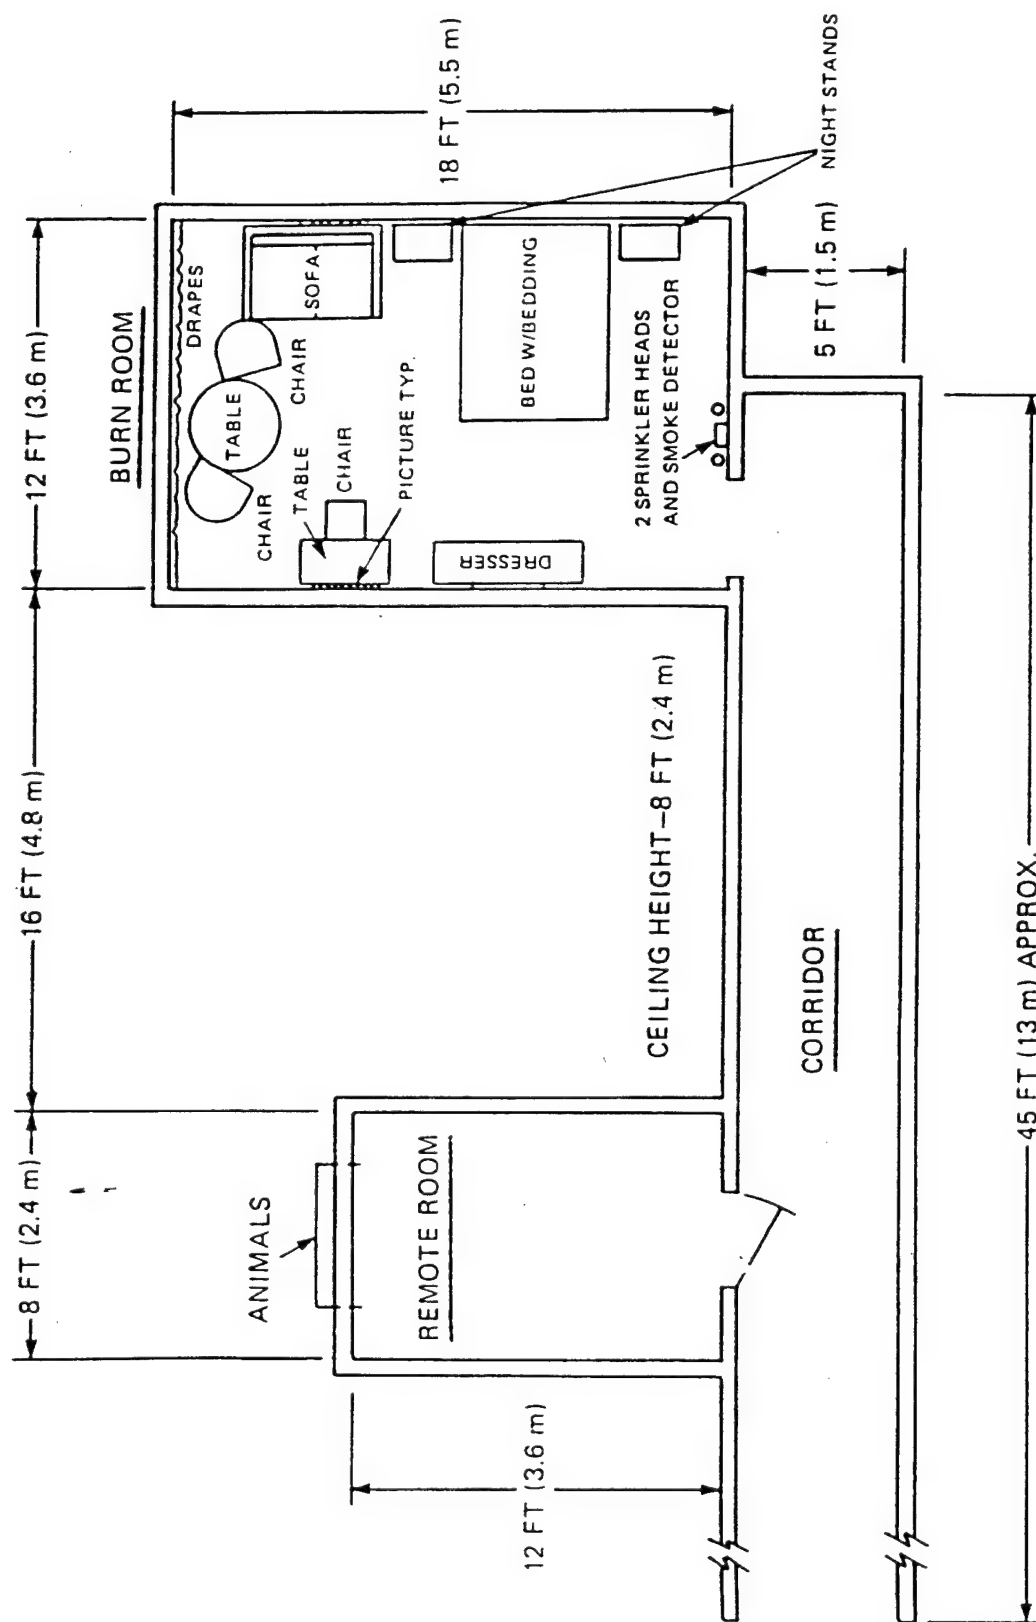 8 FT (2.4 m)
16 FT (4.8 m)
12 FT (3.6 m)
BURN ROOM
DRAPES
CHAIR
TABLE
CHAIR
SOFA
TABLE
CHAIR
PICTURE TYP.
DRESSER
BED W/BEDDING
2 SPRINKLER HEADS
AND SMOKE DETECTOR
18 FT (5.5 m)
NIGHT STANDS
5 FT (1.5 m)
ANIMALS
REMOTE ROOM
12 FT (3.6 m)
CEILING HEIGHT–8 FT (2.4 m)
CORRIDOR
45 FT (13 m) APPROX.